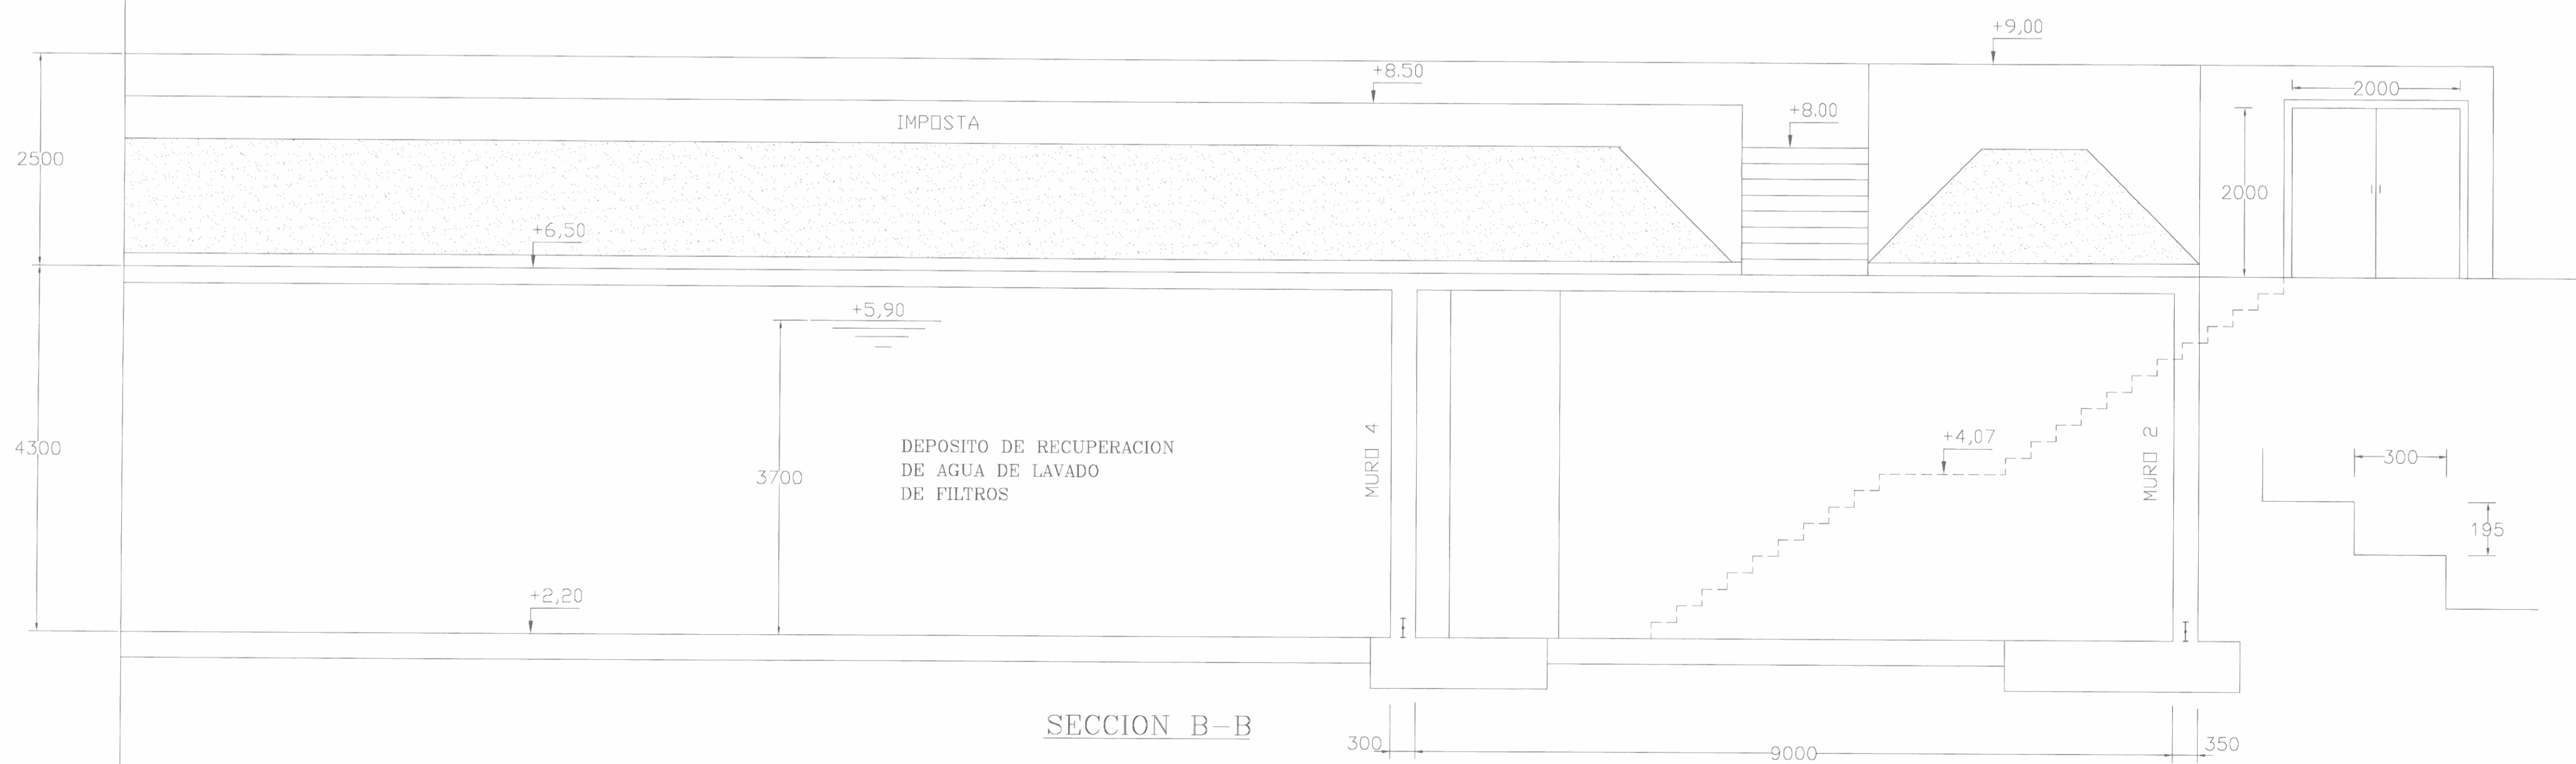 +9,00
+8.50
2000
+8.00
IMPOSTA
2500
2000
+6,50
+5,90
4300
3700
DEPOSITO DE RECUPERACION
DE AGUA DE LAVADO
DE FILTROS
MURO 4
+4,07
MURO 2
300
195
+2,20
SECCION B-B
300
9000
350